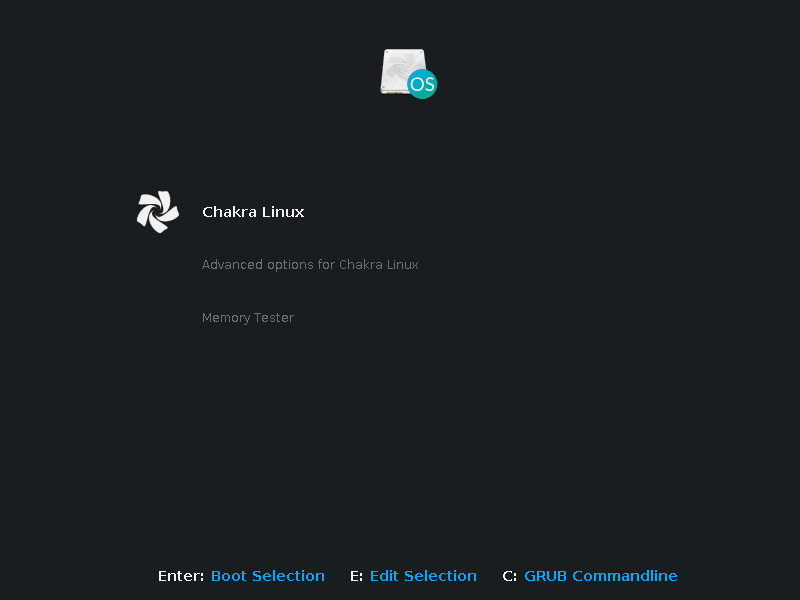 OS
Chakra Linux
Advanced options for Chakra Linux
Memory Tester
Enter: Boot Selection E: Edit Selection C: GRUB Commandline